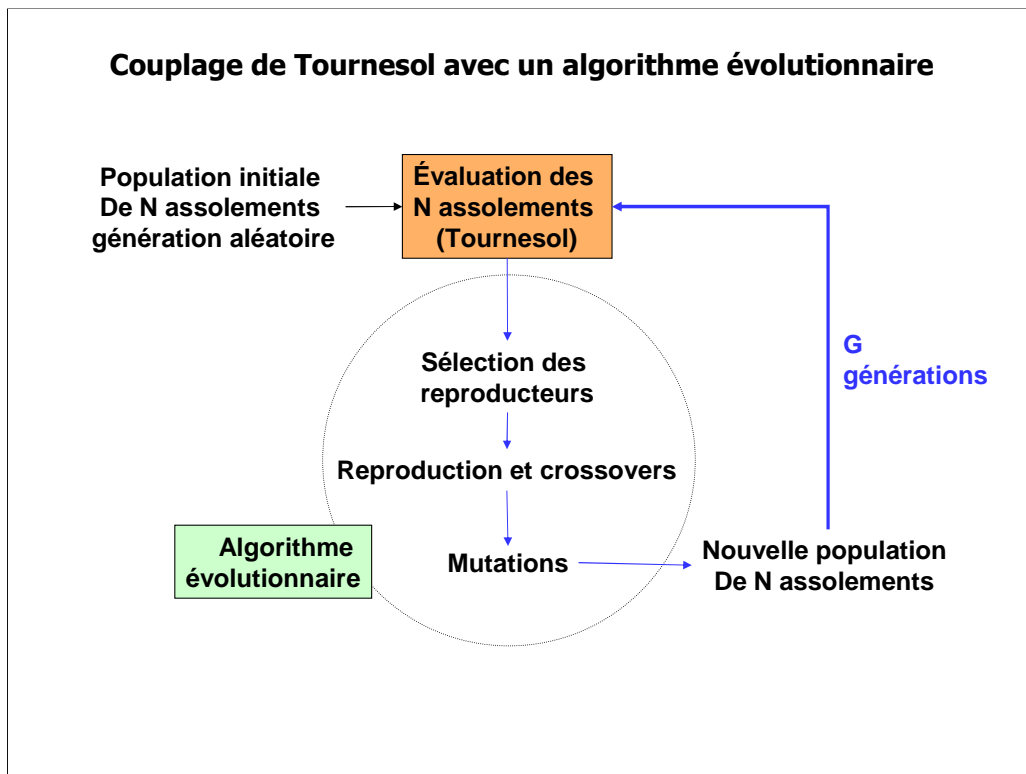 Couplage de Tournesol avec un algorithme évolutionnaire
Population initiale
De N assolements
génération aléatoire
Évaluation des
N assolements
(Tournesol)
Sélection des
reproducteurs
G
générations
Reproduction et crossovers
Algorithme
évolutionnaire
Mutations
Nouvelle population
De N assolements